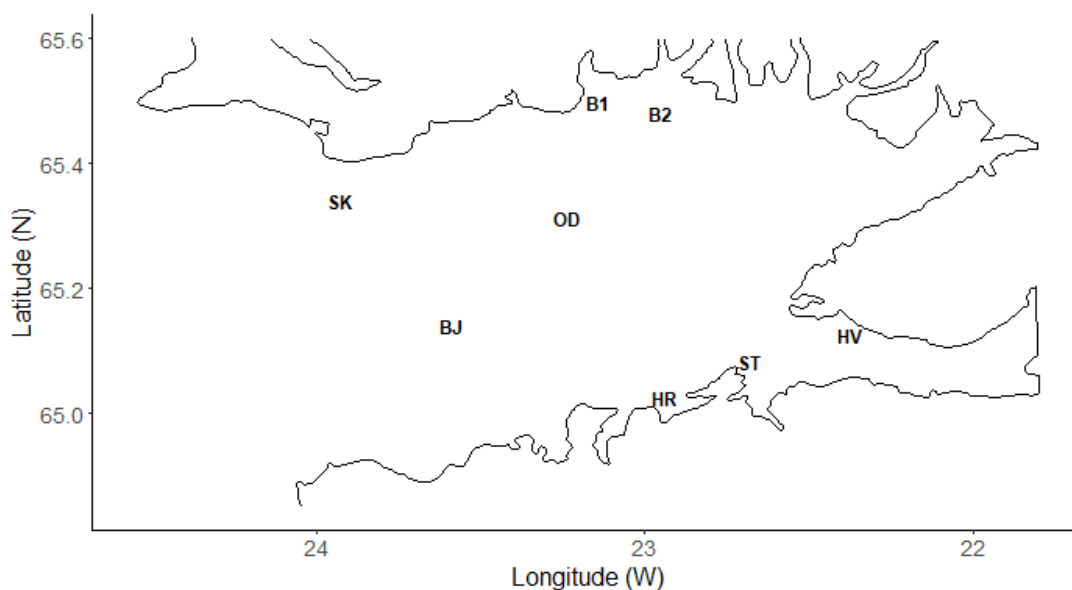 65.6
B1
B2
65.4
SK
OD
Latitude (N)
65.2
BJ
HV
ST
HR
65.0
24
23
22
Longitude (W)